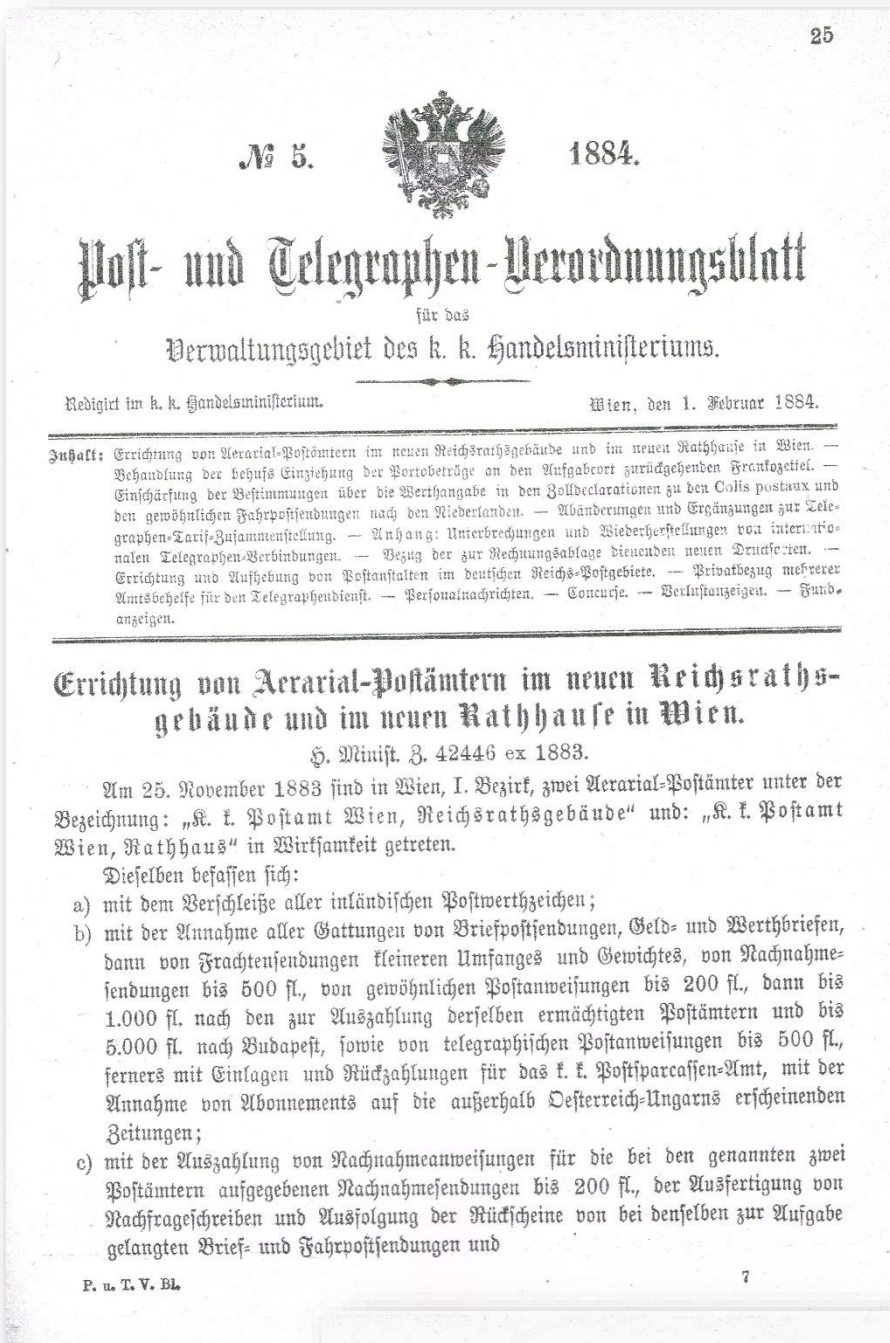 25
№ 5. 1884.
Post- und Telegraphen-Verordnungsblatt
für das
Verwaltungsgebiet des k. k. Handelsministeriums.
Redigirt im k. k. Handelsministerium. Wien, den 1. Februar 1884.
Inhalt: Errichtung von Aerarial-Postämtern im neuen Reichsrathsgebäude und im neuen Rathhause in Wien. —
Behandlung der behufs Einziehung der Portobeträge an den Aufgabeort zurückgehenden Frankozettel. —
Einschärfung der Bestimmungen über die Werthangabe in den Zolldeclarationen zu den Colis postaux und
den gewöhnlichen Fahrpostsendungen nach den Niederlanden. — Abänderungen und Ergänzungen zur Tele-
graphen-Tarif-Zusammenstellung. — Anhang: Unterbrechungen und Wiederherstellungen von internatio-
nalen Telegraphen-Verbindungen. — Bezug der zur Rechnungsablage dienenden neuen Drucksorten. —
Errichtung und Aufhebung von Postanstalten im deutschen Reichs-Postgebiete. — Privatbezug mehrerer
Amtsbehelfe für den Telegraphendienst. — Personalnachrichten. — Concurse. — Verlustanzeigen. — Fund-
anzeigen.
Errichtung von Aerarial-Postämtern im neuen Reichsraths-
gebäude und im neuen Rathhause in Wien.
H. Minist. Z. 42446 ex 1883.
Am 25. November 1883 sind in Wien, I. Bezirk, zwei Aerarial-Postämter unter der
Bezeichnung: „K. k. Postamt Wien, Reichsrathsgebäude" und: „K. k. Postamt
Wien, Rathhaus" in Wirksamkeit getreten.
Dieselben befassen sich:
a) mit dem Verschleiße aller inländischen Postwerthzeichen;
b) mit der Annahme aller Gattungen von Briefpostsendungen, Geld- und Werthbriefen,
dann von Frachtensendungen kleineren Umfanges und Gewichtes, von Nachnahme-
sendungen bis 500 fl., von gewöhnlichen Postanweisungen bis 200 fl., dann bis
1.000 fl. nach den zur Auszahlung derselben ermächtigten Postämtern und bis
5.000 fl. nach Budapest, sowie von telegraphischen Postanweisungen bis 500 fl.,
ferners mit Einlagen und Rückzahlungen für das k. k. Postsparcassen-Amt, mit der
Annahme von Abonnements auf die außerhalb Oesterreich-Ungarns erscheinenden
Zeitungen;
c) mit der Auszahlung von Nachnahmeanweisungen für die bei den genannten zwei
Postämtern aufgegebenen Nachnahmesendungen bis 200 fl., der Ausfertigung von
Nachfrageschreiben und Ausfolgung der Rückscheine von bei denselben zur Aufgabe
gelangten Brief- und Fahrpostsendungen und
P. u. T. V. Bl. 7